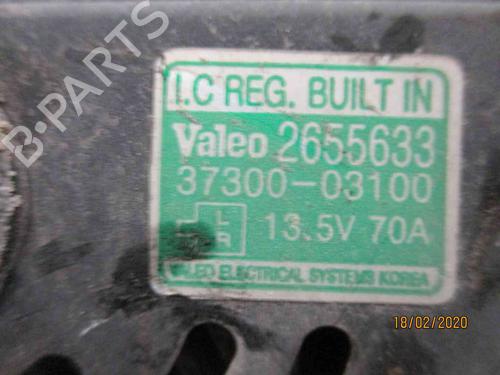 B-PARTS
I.C REG. BUILT IN
Valeo 2655633
37300-03100
L
R 13.5V 70A
VALEO ELECTRICAL SYSTEMS KOREA
18/02/2020